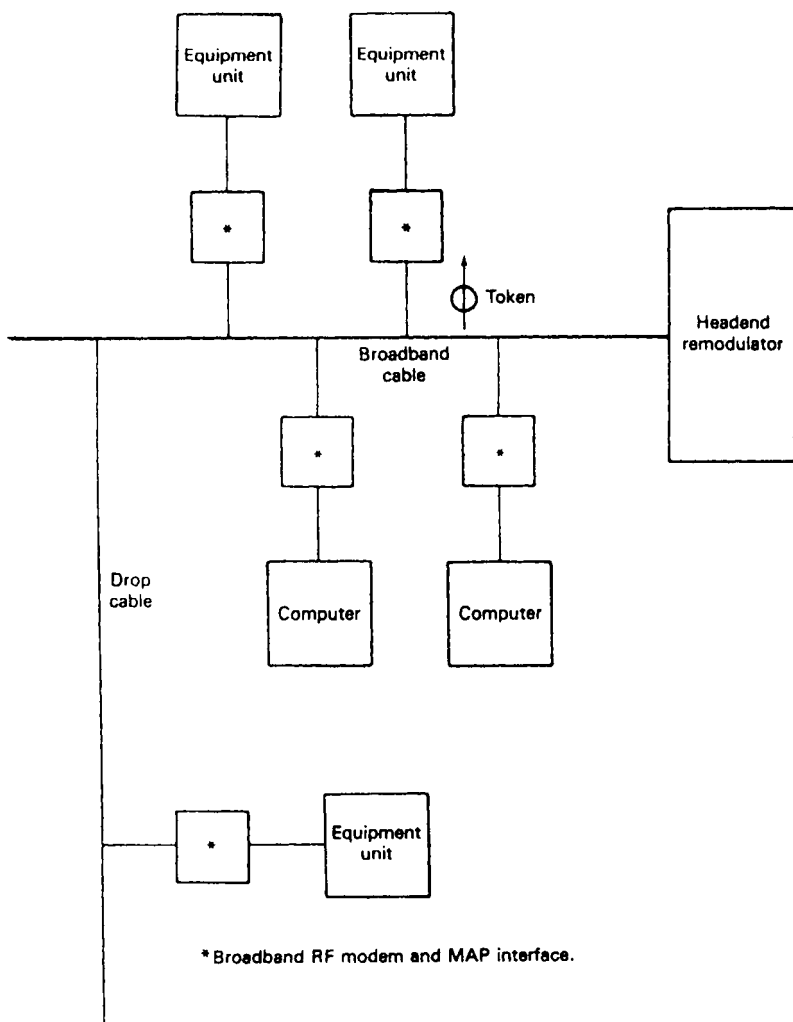 Equipment
unit
Equipment
unit
*
*
Token
Headend
remodulator
Broadband
cable
*
*
Drop
cable
Computer
Computer
*
Equipment
unit
*Broadband RF modem and MAP interface.